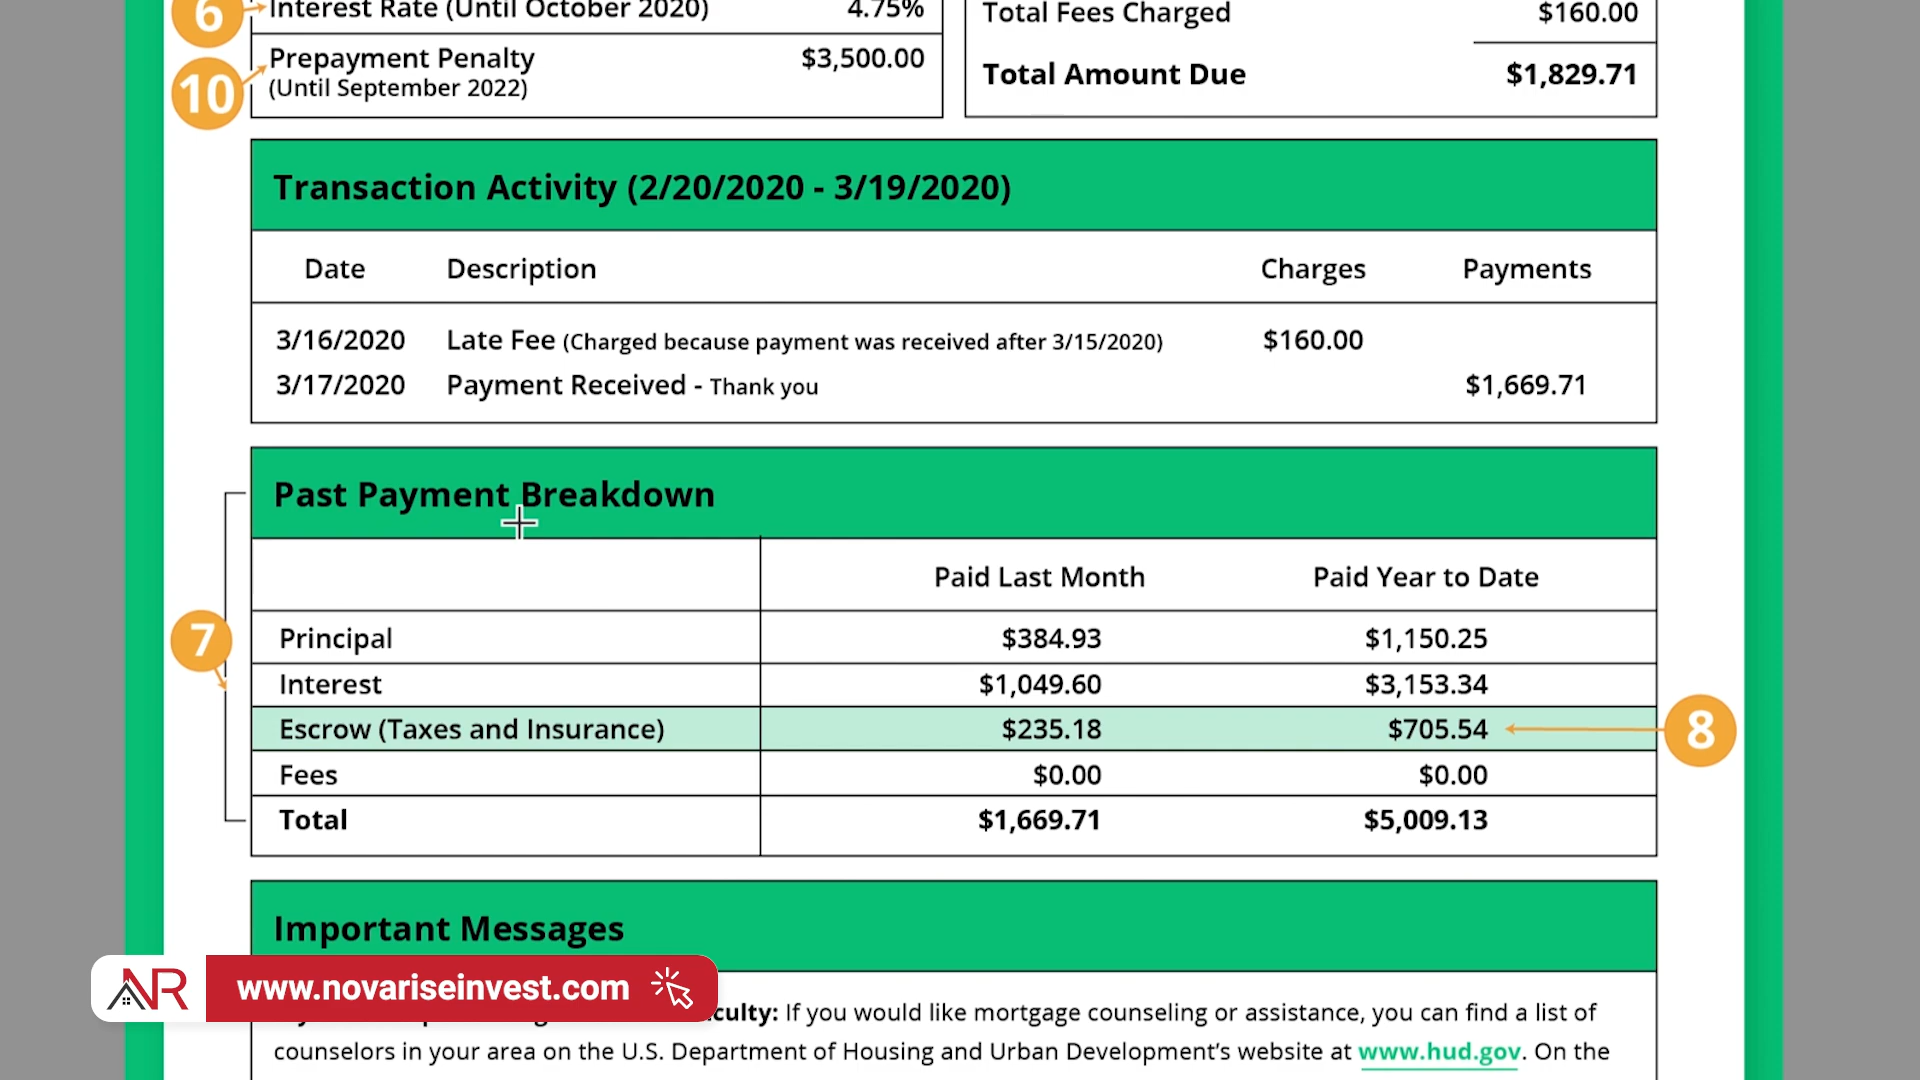 6
Interest Rate (Until October 2020) 4.75%
10
Prepayment Penalty $3,500.00
(Until September 2022)
Total Fees Charged $160.00
Total Amount Due $1,829.71
Transaction Activity (2/20/2020 - 3/19/2020)
Date Description Charges Payments
3/16/2020 Late Fee (Charged because payment was received after 3/15/2020) $160.00
3/17/2020 Payment Received - Thank you $1,669.71
Past Payment Breakdown
Paid Last Month Paid Year to Date
7
Principal $384.93 $1,150.25
Interest $1,049.60 $3,153.34
Escrow (Taxes and Insurance) $235.18 $705.54
8
Fees $0.00 $0.00
Total $1,669.71 $5,009.13
Important Messages
NR www.novariseinvest.com
culty: If you would like mortgage counseling or assistance, you can find a list of
counselors in your area on the U.S. Department of Housing and Urban Development's website at www.hud.gov. On the